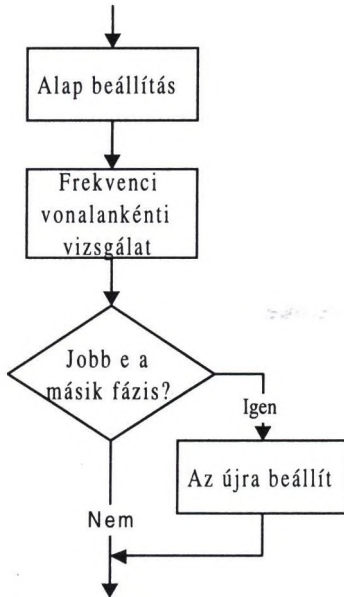 Alap beállítás
Frekvenci
vonalankénti
vizsgálat
Jobb e a
másik fázis?
Igen
Az újra beállít
Nem